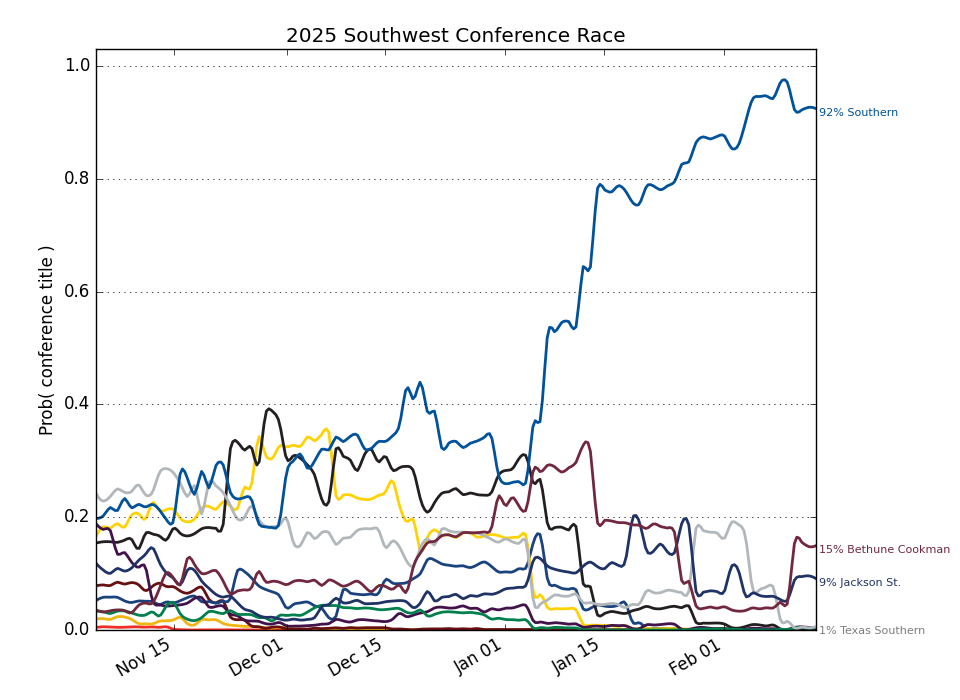 2025 Southwest Conference Race
Prob( conference title )
1.0
0.8
0.6
0.4
0.2
0.0
Nov 15
Dec 01
Dec 15
Jan 01
Jan 15
Feb 01
92% Southern
15% Bethune Cookman
9% Jackson St.
1% Texas Southern